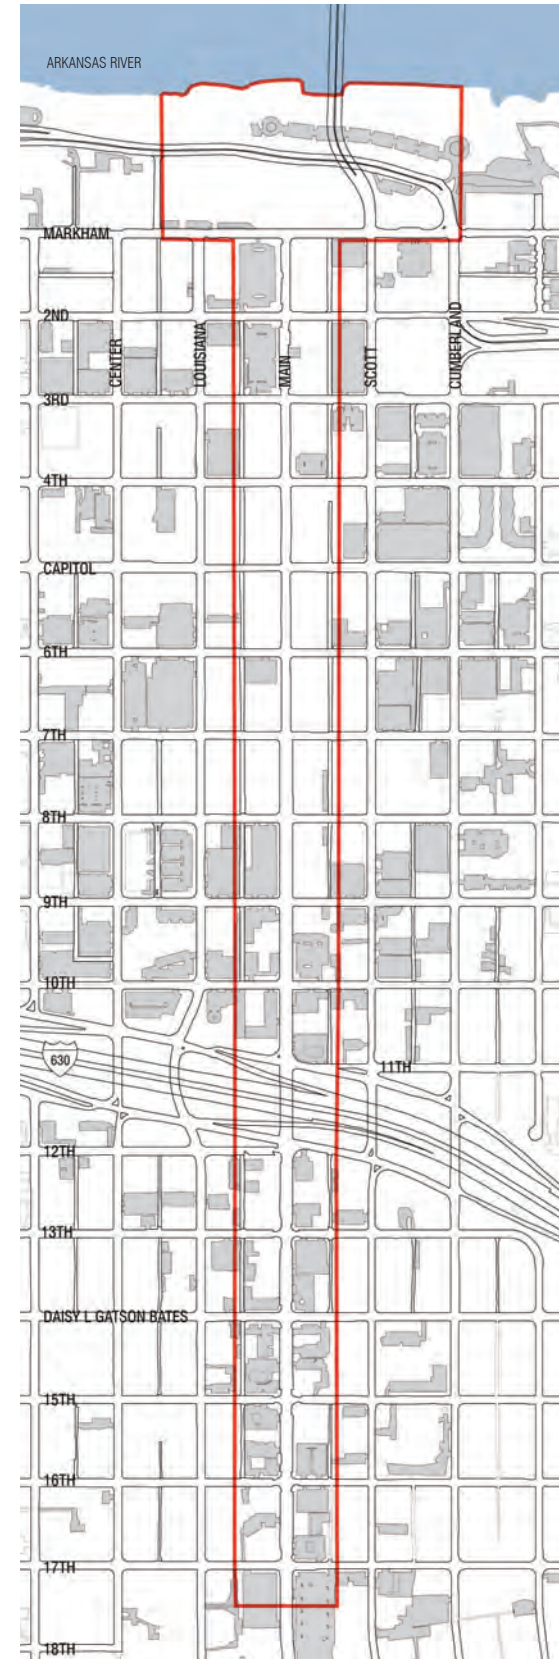 ARKANSAS RIVER
MARKHAM
2ND
CENTER
LOUISIANA
MAIN
SCOTT
CUMBERLAND
3RD
4TH
CAPITOL
6TH
7TH
8TH
9TH
10TH
630
11TH
12TH
13TH
DAISY L GATSON BATES
15TH
16TH
17TH
18TH